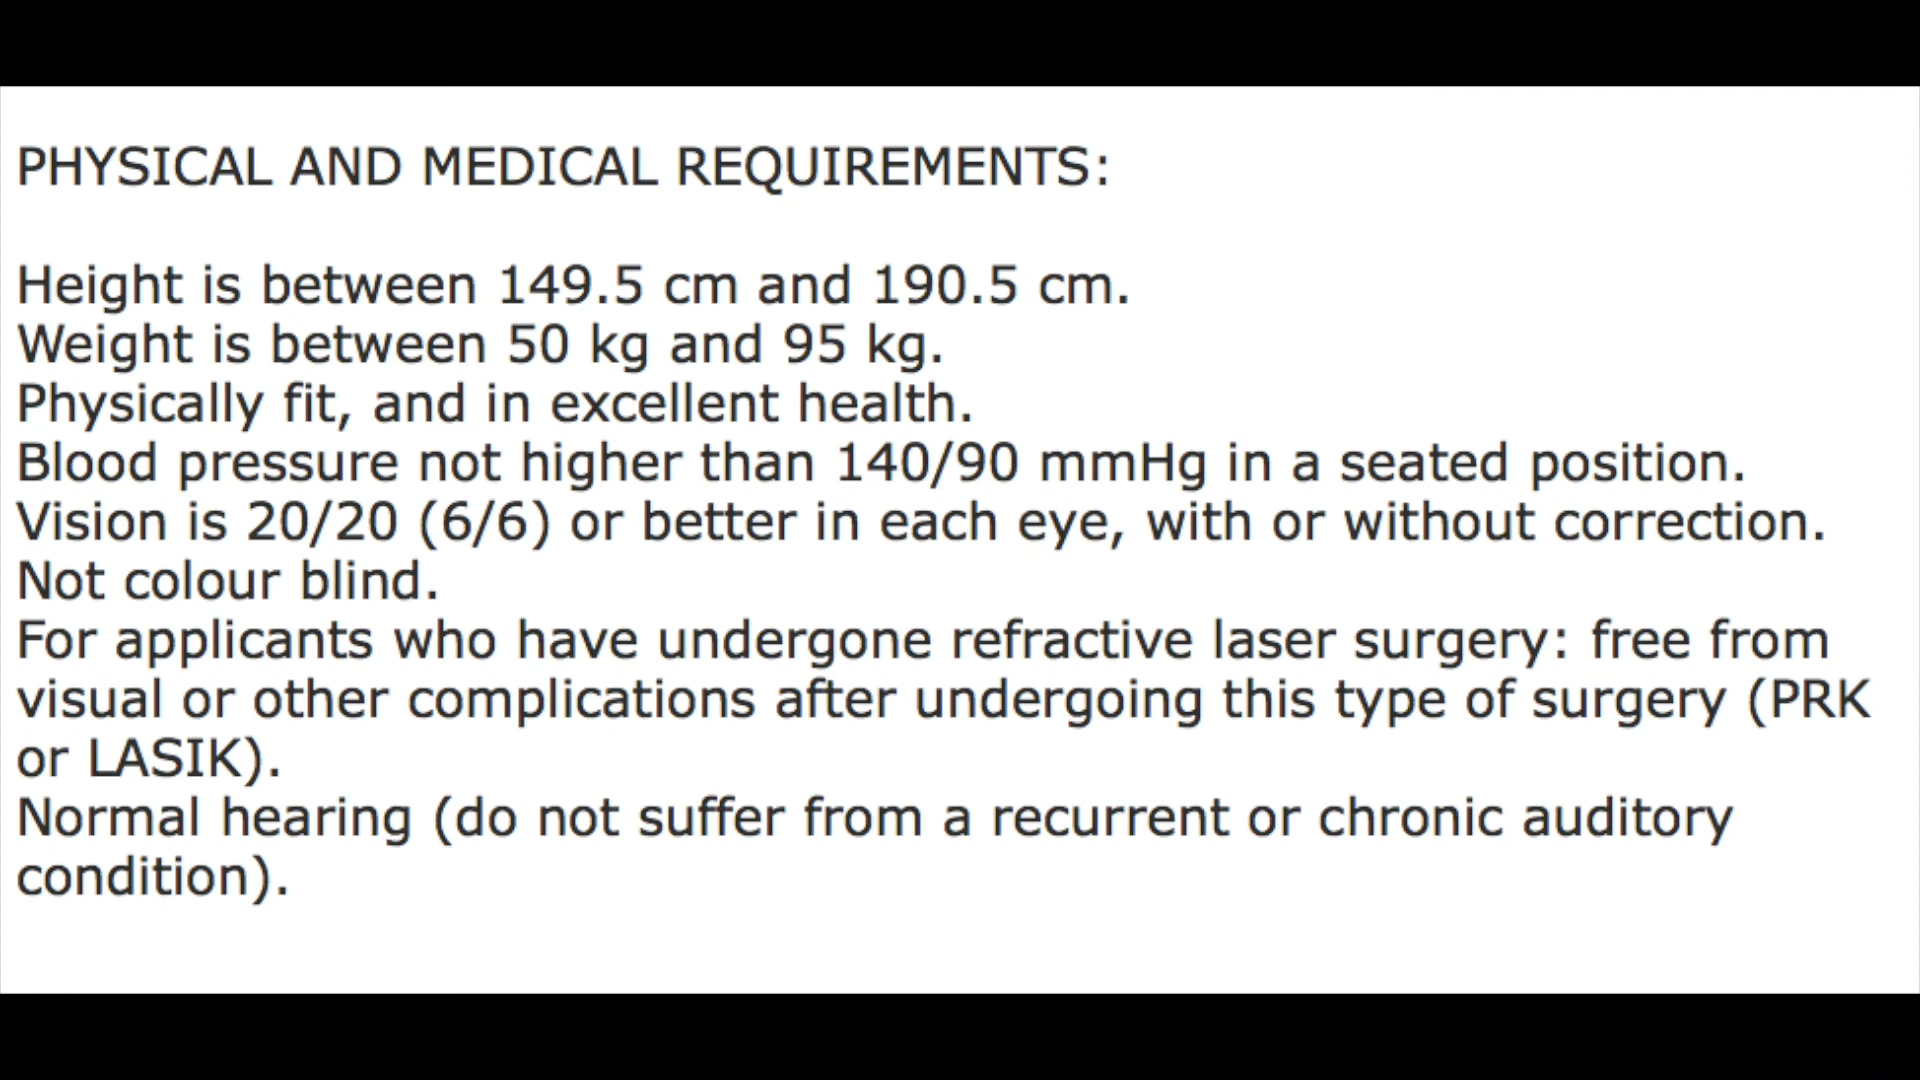 PHYSICAL AND MEDICAL REQUIREMENTS:
Height is between 149.5 cm and 190.5 cm.
Weight is between 50 kg and 95 kg.
Physically fit, and in excellent health.
Blood pressure not higher than 140/90 mmHg in a seated position.
Vision is 20/20 (6/6) or better in each eye, with or without correction.
Not colour blind.
For applicants who have undergone refractive laser surgery: free from
visual or other complications after undergoing this type of surgery (PRK
or LASIK).
Normal hearing (do not suffer from a recurrent or chronic auditory
condition).